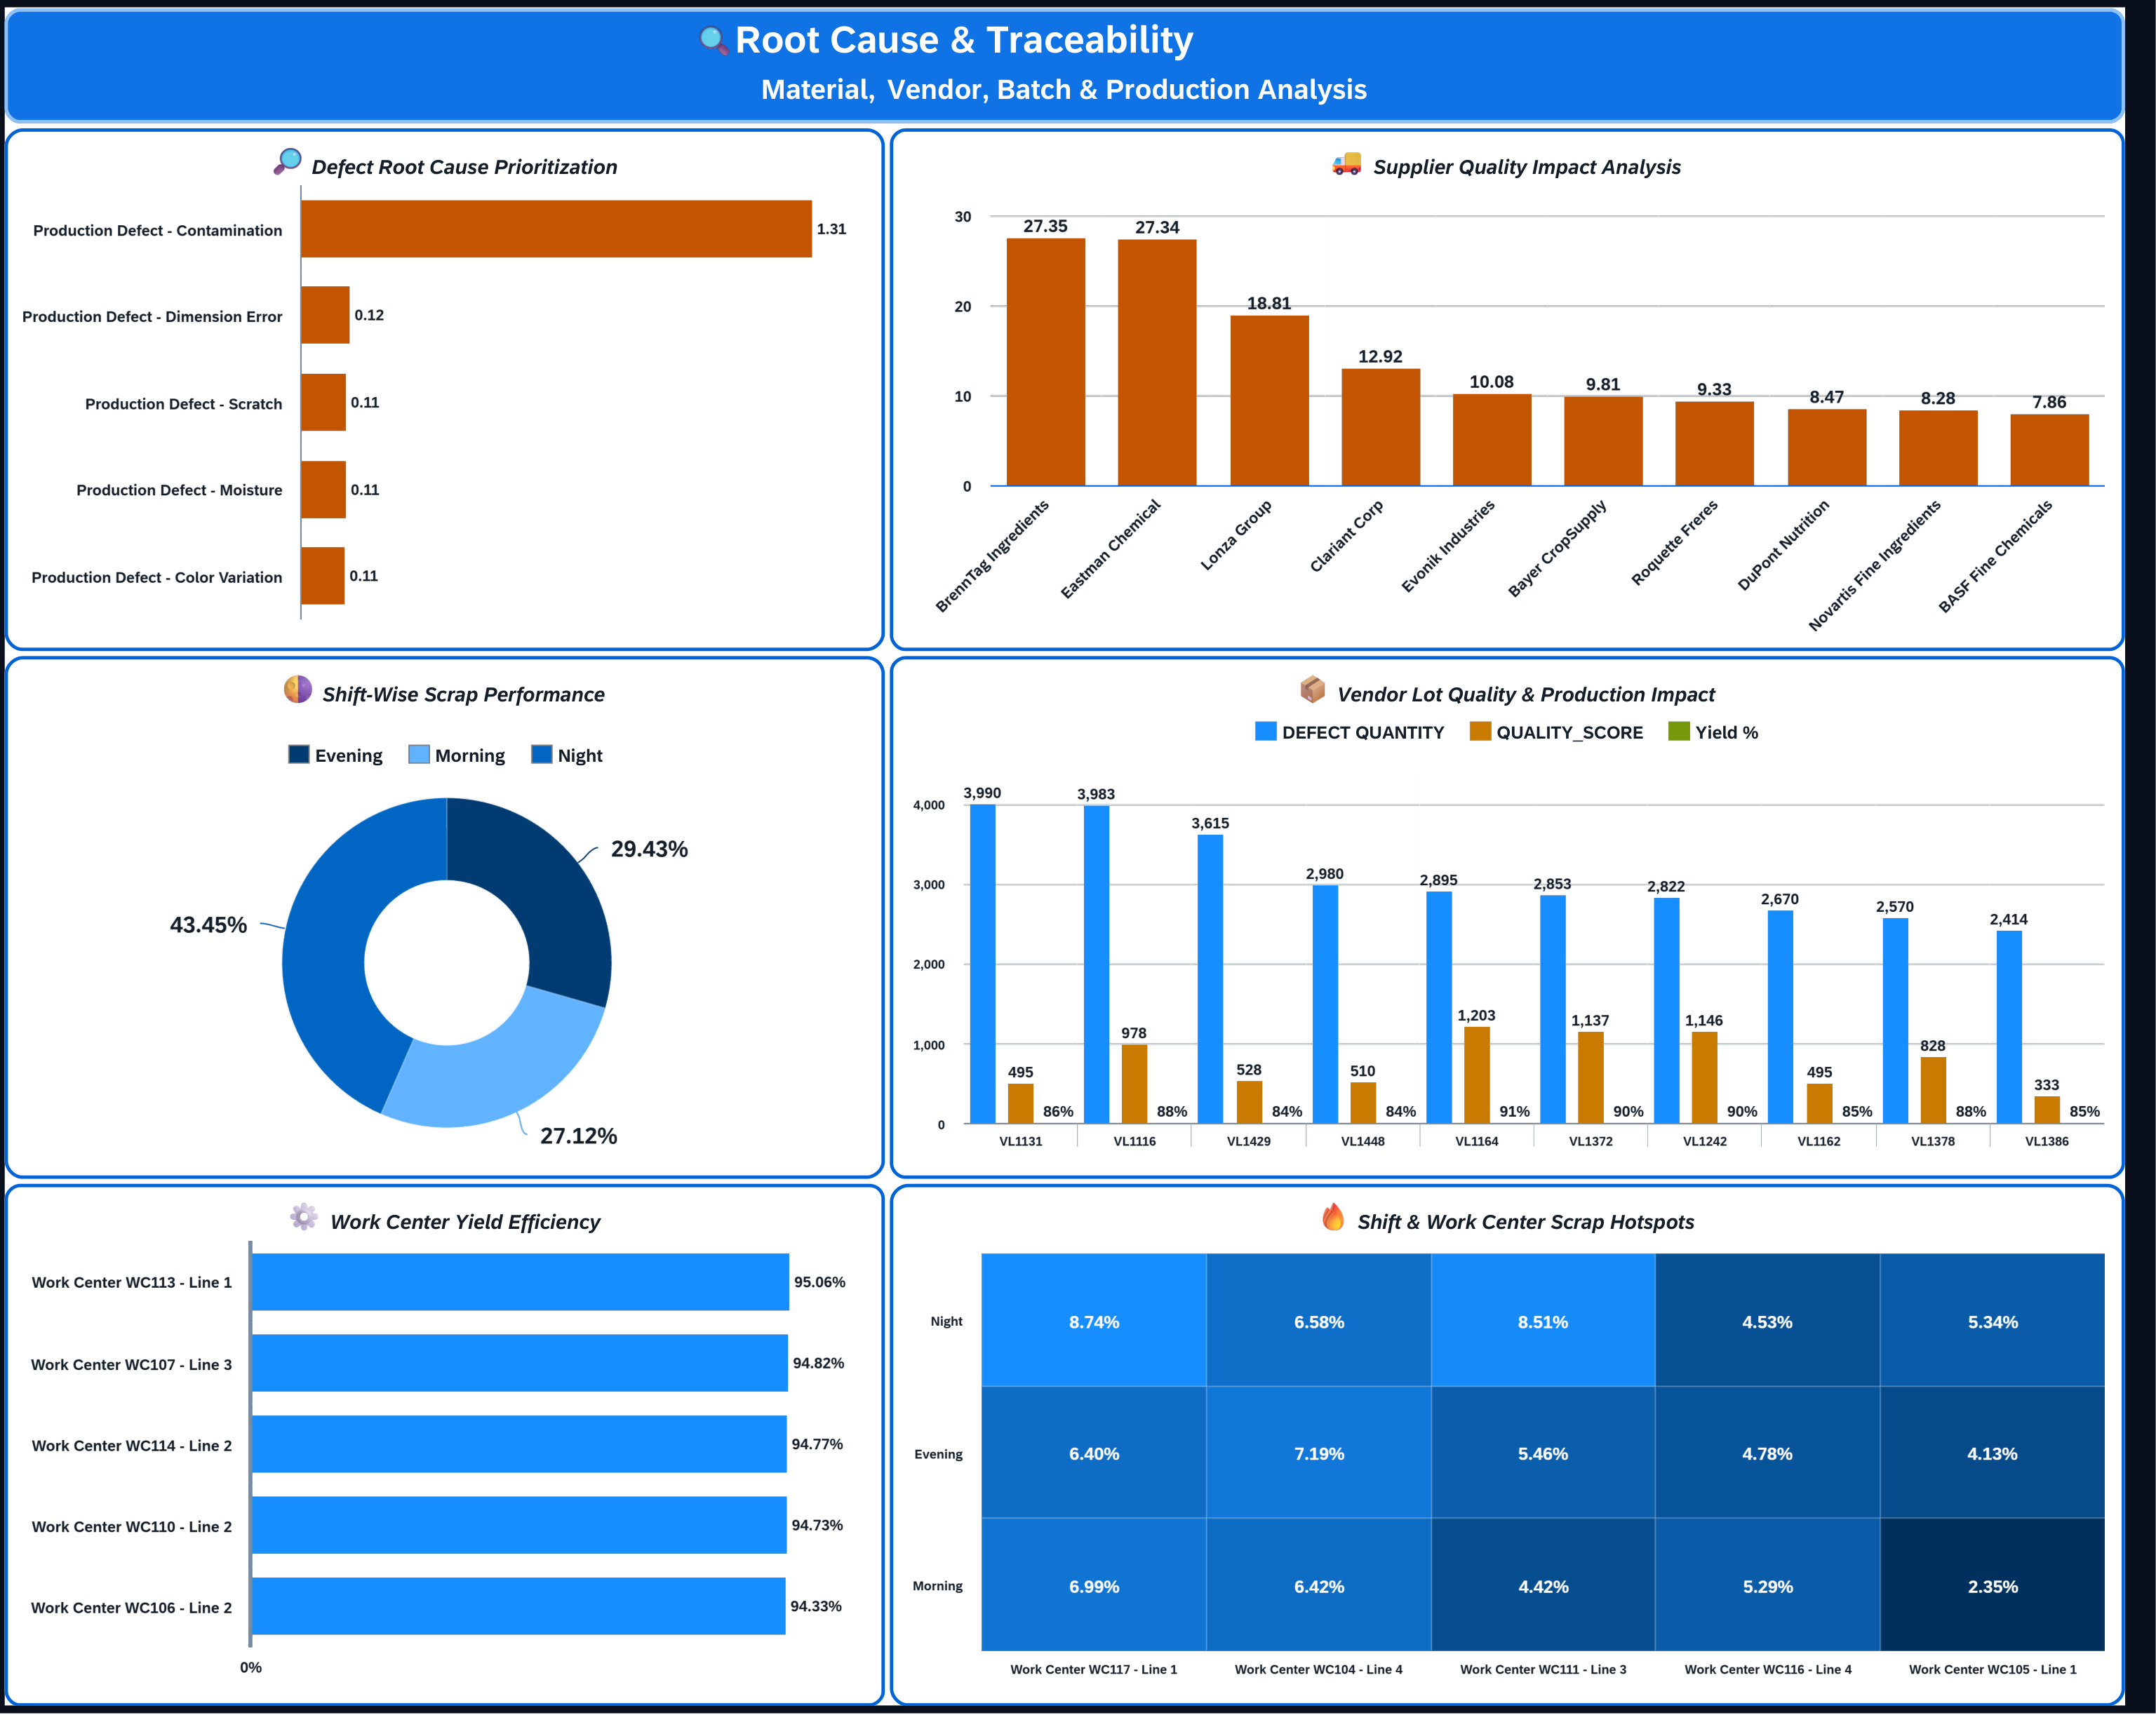 Root Cause & Traceability
Material,  Vendor, Batch & Production Analysis
Defect Root Cause Prioritization
Production Defect - Contamination 1.31
Production Defect - Dimension Error 0.12
Production Defect - Scratch 0.11
Production Defect - Moisture 0.11
Production Defect - Color Variation 0.11
Supplier Quality Impact Analysis
30
20
10
0
27.35 27.34 18.81 12.92 10.08 9.81 9.33 8.47 8.28 7.86
BrennTag Ingredients
Eastman Chemical
Lonza Group
Clariant Corp
Evonik Industries
Bayer CropSupply
Roquette Freres
DuPont Nutrition
Novartis Fine Ingredients
BASF Fine Chemicals
Shift-Wise Scrap Performance
Evening Morning Night
29.43%
43.45%
27.12%
Vendor Lot Quality & Production Impact
DEFECT QUANTITY QUALITY_SCORE Yield %
4,000
3,000
2,000
1,000
0
3,990 495 86%
3,983 978 88%
3,615 528 84%
2,980 510 84%
2,895 1,203 91%
2,853 1,137 90%
2,822 1,146 90%
2,670 495 85%
2,570 828 88%
2,414 333 85%
VL1131 VL1116 VL1429 VL1448 VL1164 VL1372 VL1242 VL1162 VL1378 VL1386
Work Center Yield Efficiency
Work Center WC113 - Line 1 95.06%
Work Center WC107 - Line 3 94.82%
Work Center WC114 - Line 2 94.77%
Work Center WC110 - Line 2 94.73%
Work Center WC106 - Line 2 94.33%
0%
Shift & Work Center Scrap Hotspots
Night 8.74% 6.58% 8.51% 4.53% 5.34%
Evening 6.40% 7.19% 5.46% 4.78% 4.13%
Morning 6.99% 6.42% 4.42% 5.29% 2.35%
Work Center WC117 - Line 1 Work Center WC104 - Line 4 Work Center WC111 - Line 3 Work Center WC116 - Line 4 Work Center WC105 - Line 1